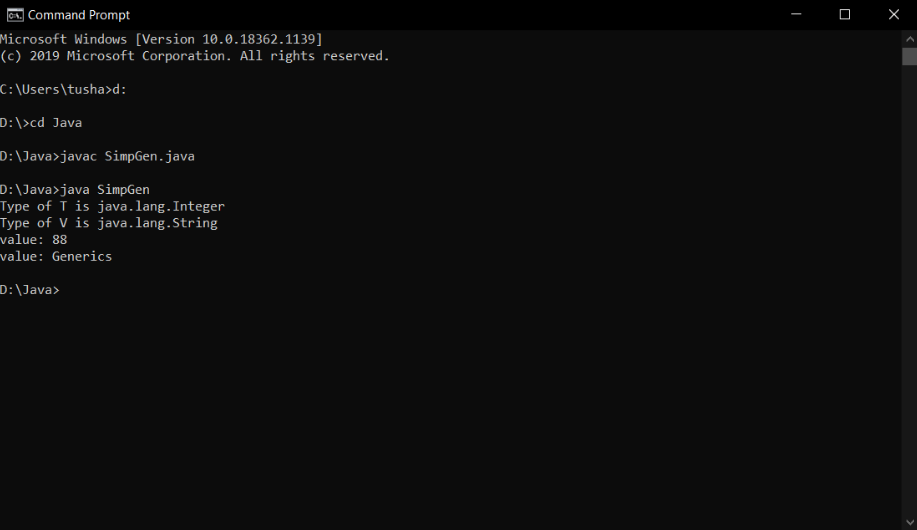 Command Prompt
Microsoft Windows [Version 10.0.18362.1139]
(c) 2019 Microsoft Corporation. All rights reserved.
C:\Users\tusha>d:
D:\>cd Java
D:\Java>javac SimpGen.java
D:\Java>java SimpGen
Type of T is java.lang.Integer
Type of V is java.lang.String
value: 88
value: Generics
D:\Java>